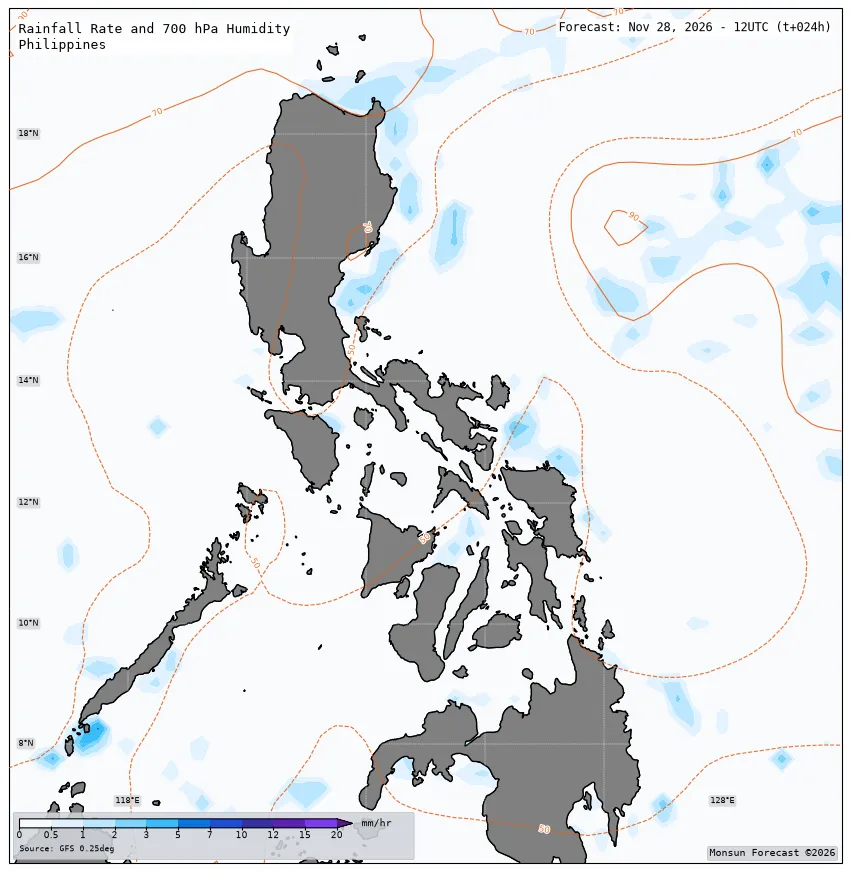 Rainfall Rate and 700 hPa Humidity
Philippines
Forecast: Nov 28, 2026 - 12UTC (t+024h)
70
70
70
70
18°N
90
70
16°N
50
14°N
12°N
50
50
10°N
8°N
118°E
128°E
50
0 0.5 1 2 3 5 7 10 12 15 20 mm/hr
Source: GFS 0.25deg
Monsun Forecast ©2026